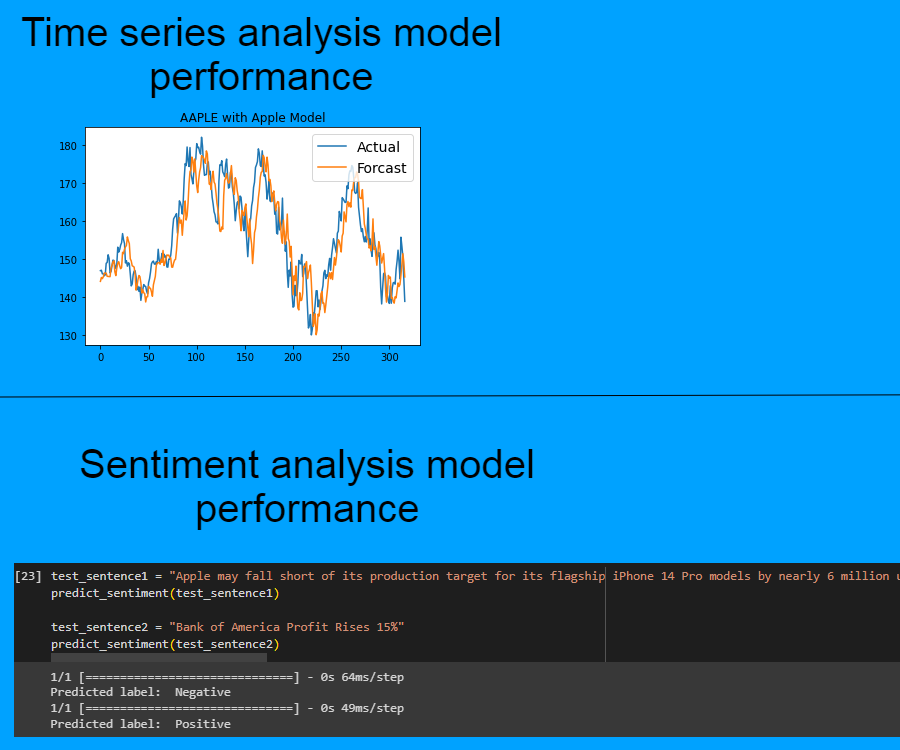 Time series analysis model
performance
AAPLE with Apple Model
Actual
Forcast
180
170
160
150
140
130
0 50 100 150 200 250 300
Sentiment analysis model
performance
[23] test_sentence1 = "Apple may fall short of its production target for its flagship iPhone 14 Pro models by nearly 6 million
predict_sentiment(test_sentence1)
test_sentence2 = "Bank of America Profit Rises 15%"
predict_sentiment(test_sentence2)
1/1 [==============================] - 0s 64ms/step
Predicted label:  Negative
1/1 [==============================] - 0s 49ms/step
Predicted label:  Positive